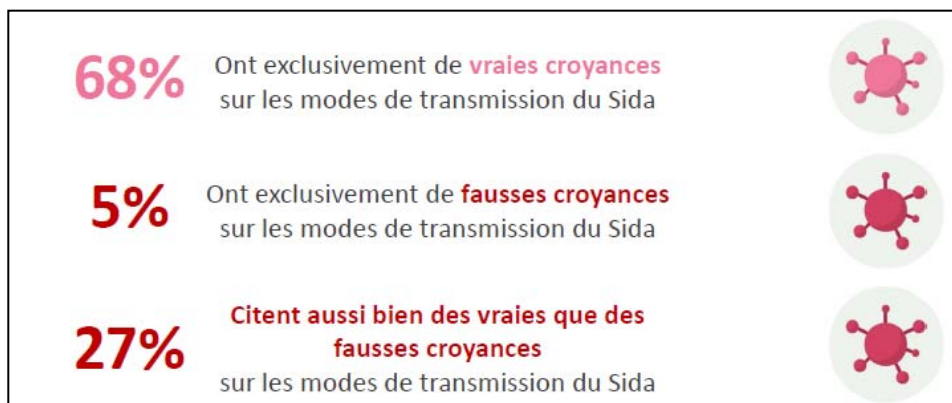 68%
Ont exclusivement de vraies croyances
sur les modes de transmission du Sida
5%
Ont exclusivement de fausses croyances
sur les modes de transmission du Sida
27%
Citent aussi bien des vraies que des
fausses croyances
sur les modes de transmission du Sida